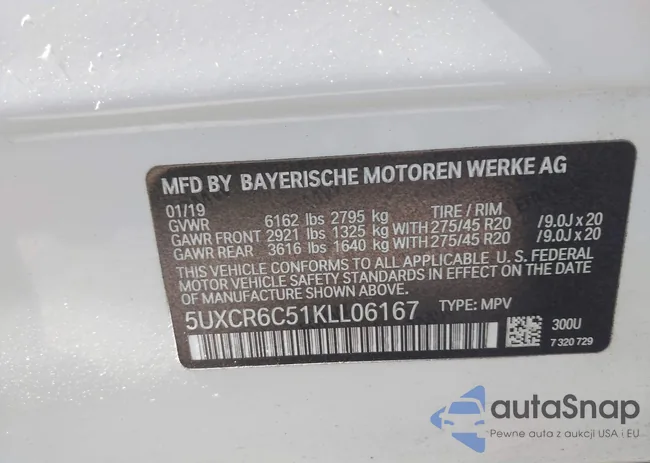 MFD BY BAYERISCHE MOTOREN WERKE AG
01/19 TIRE / RIM
GVWR 6162 lbs 2795 kg
GAWR FRONT 2921 lbs 1325 kg WITH 275/45 R20 /9.0J x 20
GAWR REAR 3616 lbs 1640 kg WITH 275/45 R20 /9.0J x 20
THIS VEHICLE CONFORMS TO ALL APPLICABLE U.S. FEDERAL
MOTOR VEHICLE SAFETY STANDARDS IN EFFECT ON THE DATE
OF MANUFACTURE SHOWN ABOVE.
5UXCR6C51KLL06167 TYPE: MPV
300U
7 320 729
autaSnap
Pewne auta z aukcji USA i EU